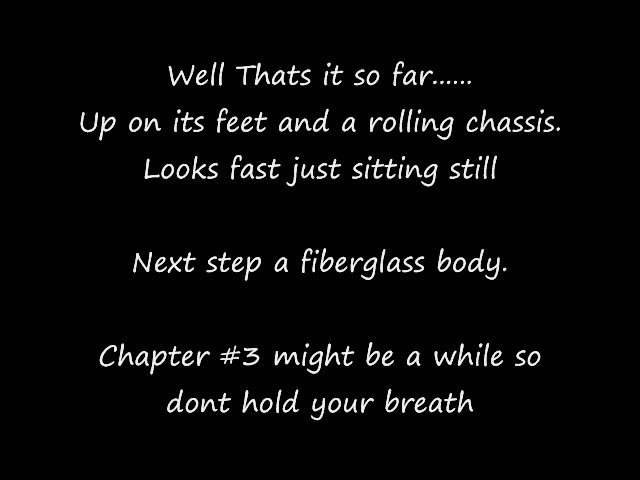 Well Thats it so far......
Up on its feet and a rolling chassis.
Looks fast just sitting still
Next step a fiberglass body.
Chapter #3 might be a while so
dont hold your breath